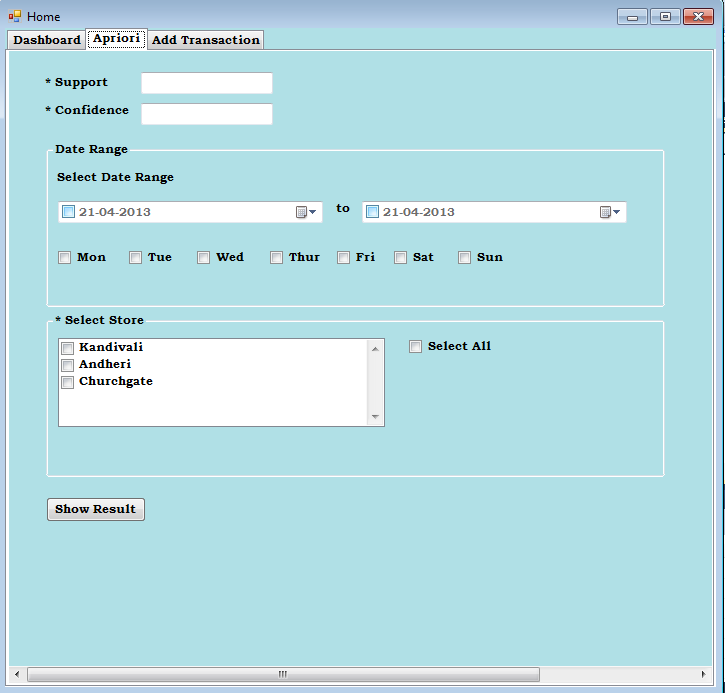 Home
Dashboard Apriori Add Transaction
* Support
* Confidence
Date Range
Select Date Range
21-04-2013 to 21-04-2013
Mon Tue Wed Thur Fri Sat Sun
* Select Store
Kandivali Select All
Andheri
Churchgate
Show Result